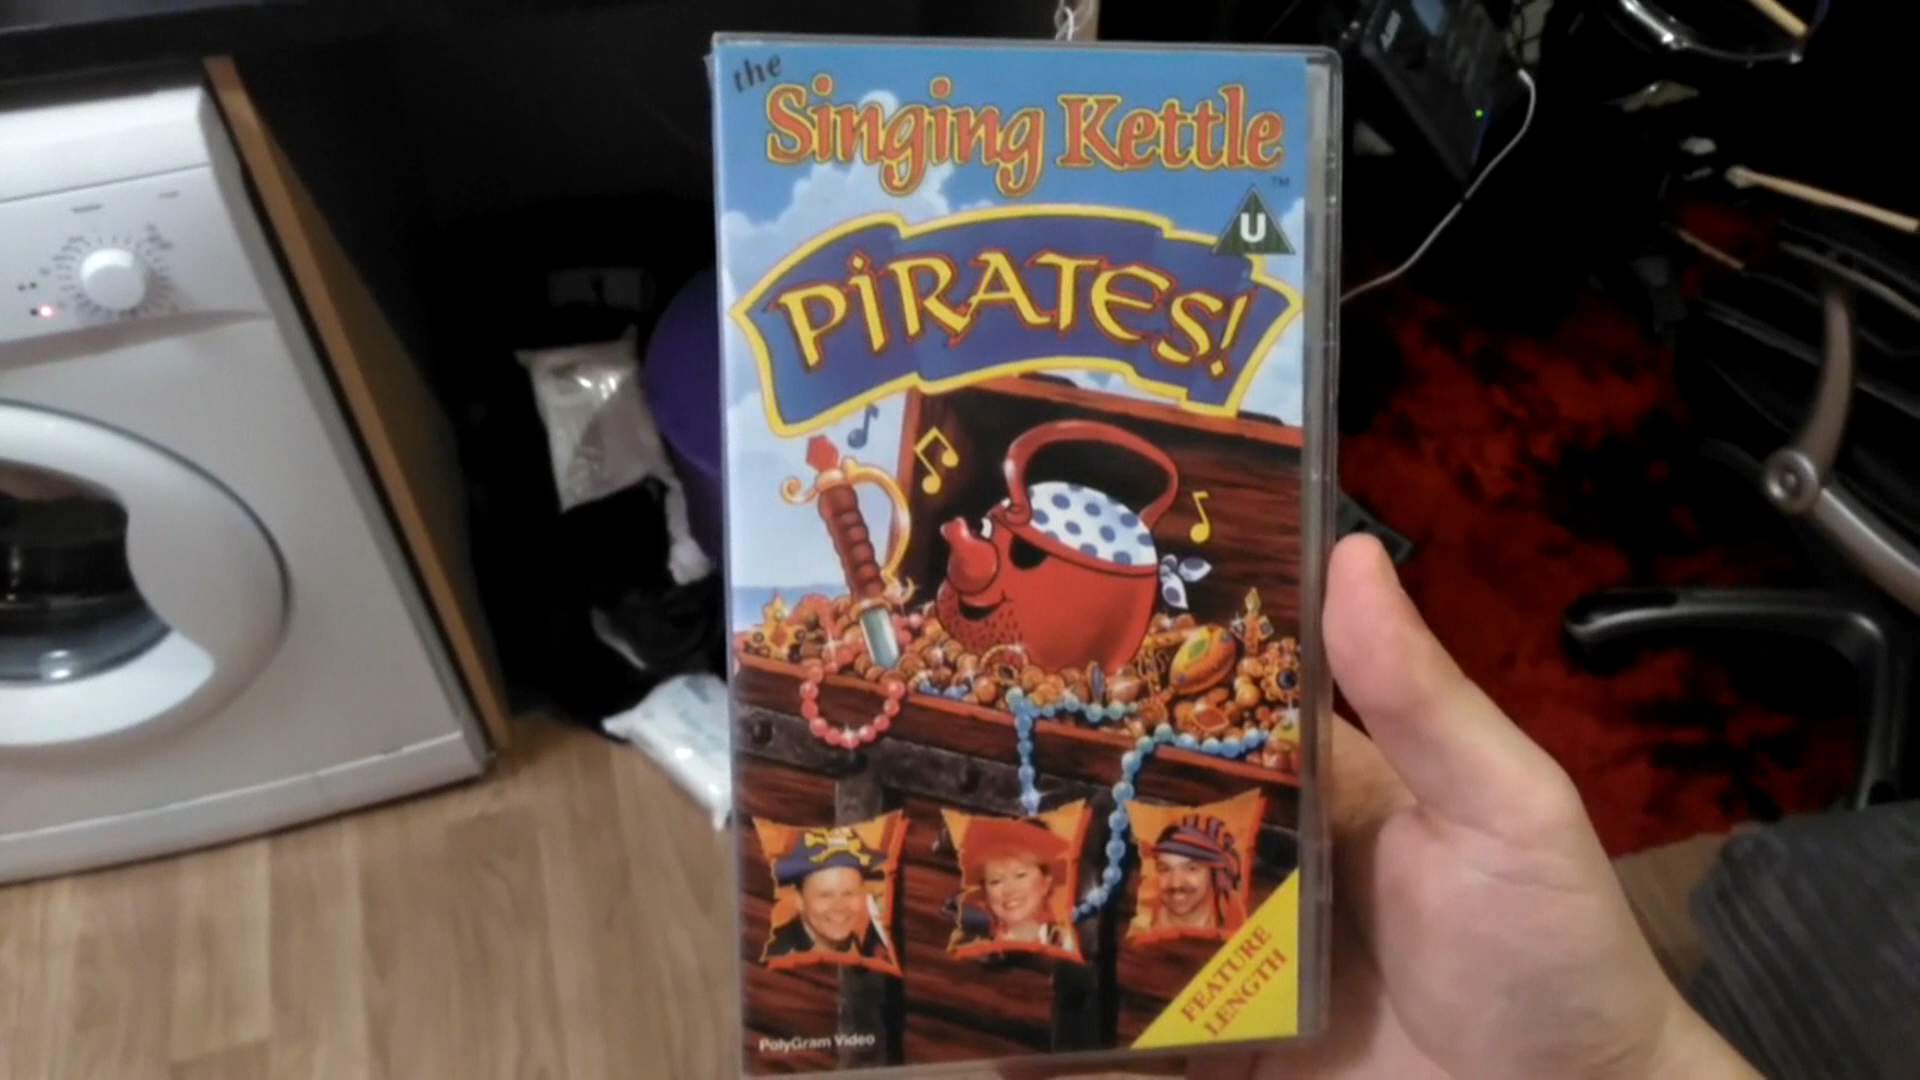 the
Singing Kettle
TM
U
PiRATES!
FEATURE
LENGTH
PolyGram Video